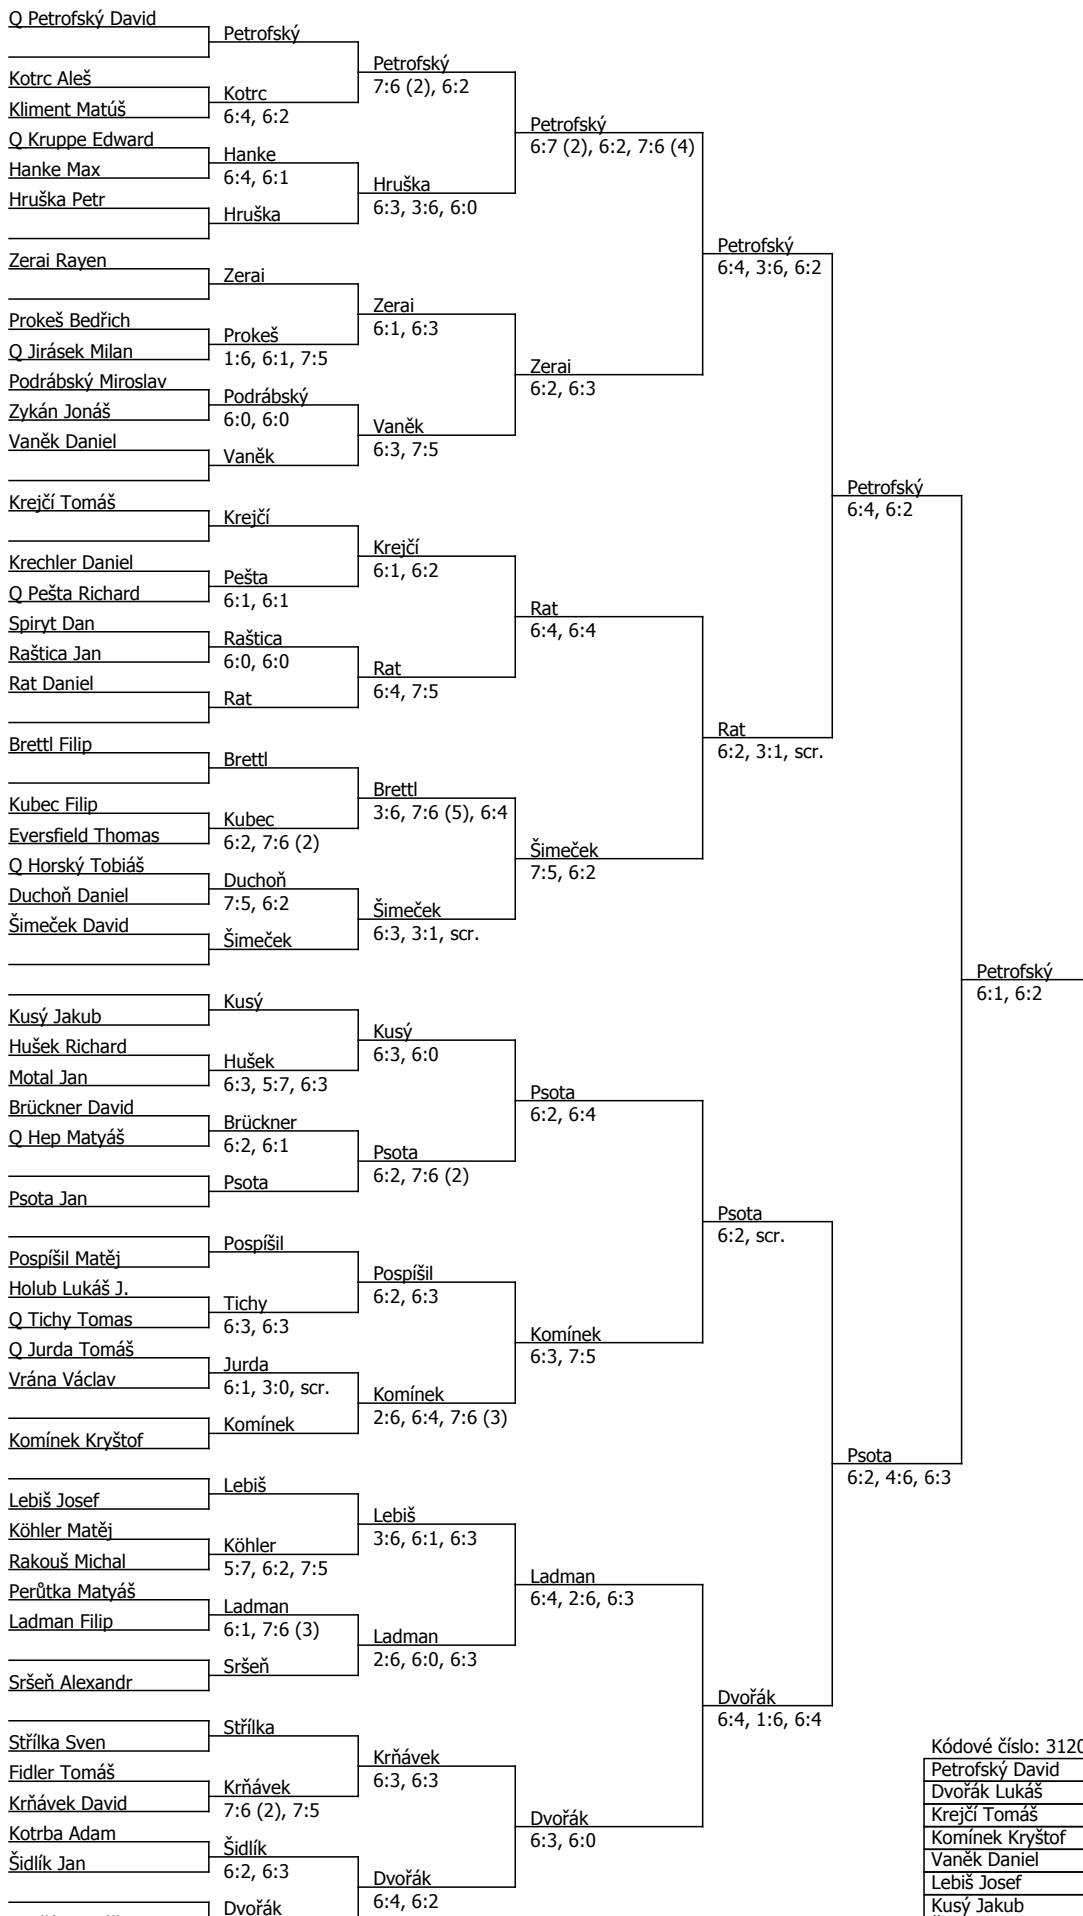 Q Petrofský David
Petrofský
Petrofský
7:6 (2), 6:2
Kotrc Aleš
Kotrc
6:4, 6:2
Kliment Matúš
Petrofský
6:7 (2), 6:2, 7:6 (4)
Q Kruppe Edward
Hanke
6:4, 6:1
Hanke Max
Hruška
6:3, 3:6, 6:0
Hruška Petr
Hruška
Petrofský
6:4, 3:6, 6:2
Zerai Rayen
Zerai
Zerai
6:1, 6:3
Prokeš Bedřich
Prokeš
1:6, 6:1, 7:5
Q Jirásek Milan
Zerai
6:2, 6:3
Podrábský Miroslav
Podrábský
6:0, 6:0
Zykán Jonáš
Vaněk
6:3, 7:5
Vaněk Daniel
Vaněk
Petrofský
6:4, 6:2
Krejčí Tomáš
Krejčí
Krejčí
6:1, 6:2
Krechler Daniel
Pešta
6:1, 6:1
Q Pešta Richard
Rat
6:4, 6:4
Spiryt Dan
Raštica
6:0, 6:0
Raštica Jan
Rat
6:4, 7:5
Rat Daniel
Rat
Rat
6:2, 3:1, scr.
Brettl Filip
Brettl
Brettl
3:6, 7:6 (5), 6:4
Kubec Filip
Kubec
6:2, 7:6 (2)
Eversfield Thomas
Šimeček
7:5, 6:2
Q Horský Tobiáš
Duchoň
7:5, 6:2
Duchoň Daniel
Šimeček
6:3, 3:1, scr.
Šimeček David
Šimeček
Petrofský
6:1, 6:2
Kusý
Kusý Jakub
Kusý
6:3, 6:0
Hušek Richard
Hušek
6:3, 5:7, 6:3
Motal Jan
Psota
6:2, 6:4
Brückner David
Brückner
6:2, 6:1
Q Hep Matyáš
Psota
6:2, 7:6 (2)
Psota
Psota Jan
Psota
6:2, scr.
Pospíšil
Pospíšil Matěj
Pospíšil
6:2, 6:3
Holub Lukáš J.
Tichy
6:3, 6:3
Q Tichy Tomas
Komínek
6:3, 7:5
Q Jurda Tomáš
Jurda
6:1, 3:0, scr.
Vrána Václav
Komínek
2:6, 6:4, 7:6 (3)
Komínek
Komínek Kryštof
Psota
6:2, 4:6, 6:3
Lebiš
Lebiš Josef
Lebiš
3:6, 6:1, 6:3
Köhler Matěj
Köhler
5:7, 6:2, 7:5
Rakouš Michal
Ladman
6:4, 2:6, 6:3
Perůtka Matyáš
Ladman
6:1, 7:6 (3)
Ladman Filip
Ladman
2:6, 6:0, 6:3
Sršeň
Sršeň Alexandr
Dvořák
6:4, 1:6, 6:4
Střílka
Střílka Sven
Krňávek
6:3, 6:3
Fidler Tomáš
Krňávek
7:6 (2), 7:5
Krňávek David
Dvořák
6:3, 6:0
Kotrba Adam
Šidlík
6:2, 6:3
Šidlík Jan
Dvořák
6:4, 6:2
Dvořák
Kódové číslo: 3120
Petrofský David
Dvořák Lukáš
Krejčí Tomáš
Komínek Kryštof
Vaněk Daniel
Lebiš Josef
Kusý Jakub